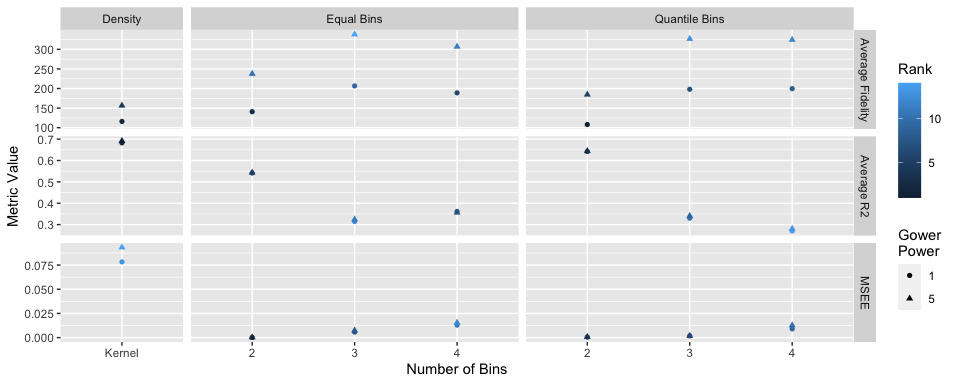 Density
Equal Bins
Quantile Bins
Metric Value
300
250
200
150
100
Average Fidelity
0.7
0.6
0.5
0.4
0.3
Average R2
0.075
0.050
0.025
0.000
MSEE
Kernel
2
3
4
2
3
4
Number of Bins
Rank
10
5
Gower
Power
1
5